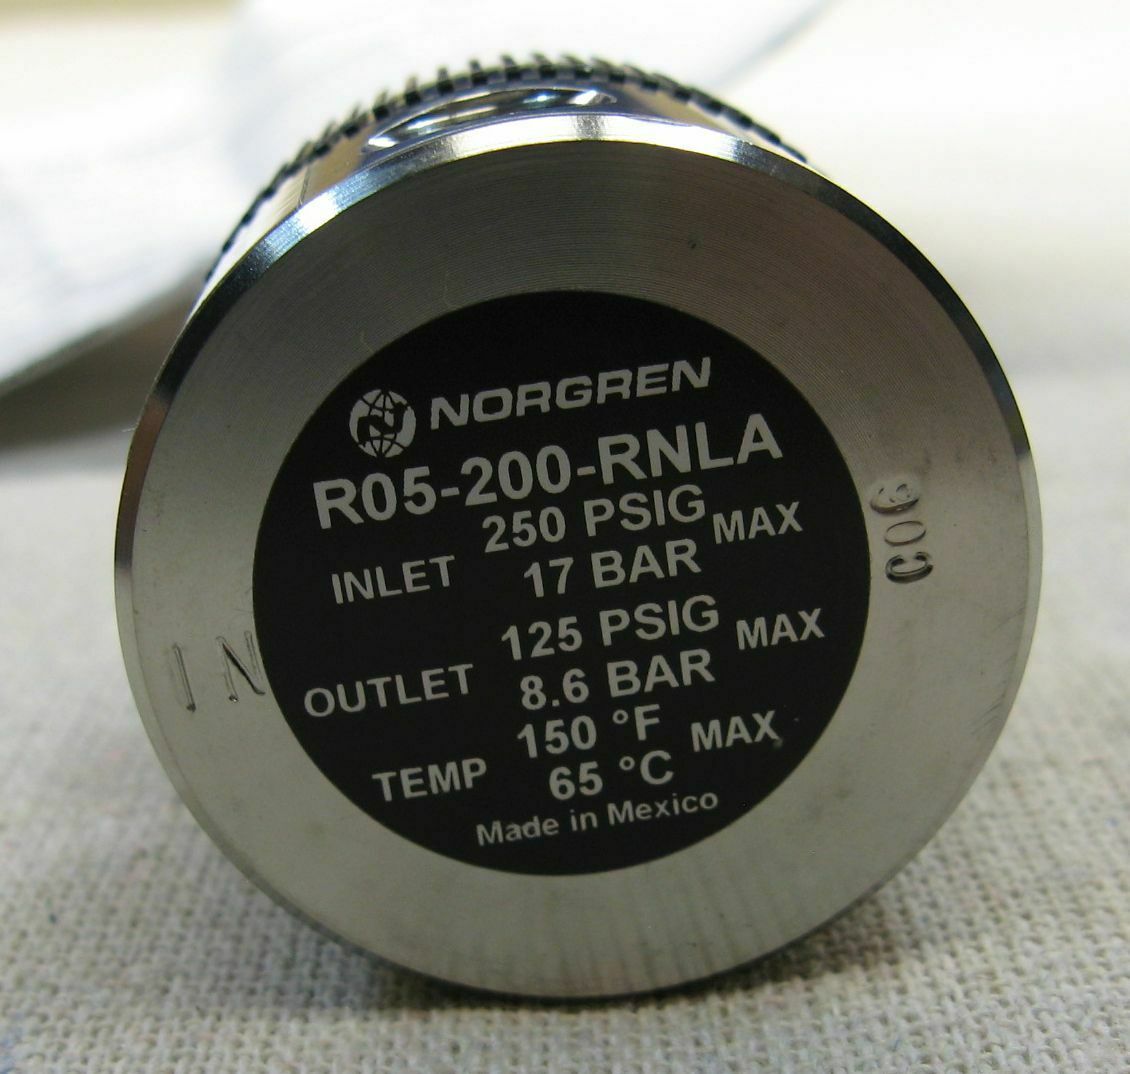 NORGREN
R05-200-RNLA
250 PSIG
INLET MAX
17 BAR
125 PSIG
OUTLET MAX
8.6 BAR
150 °F
TEMP MAX
65 °C
Made in Mexico
IN
C06